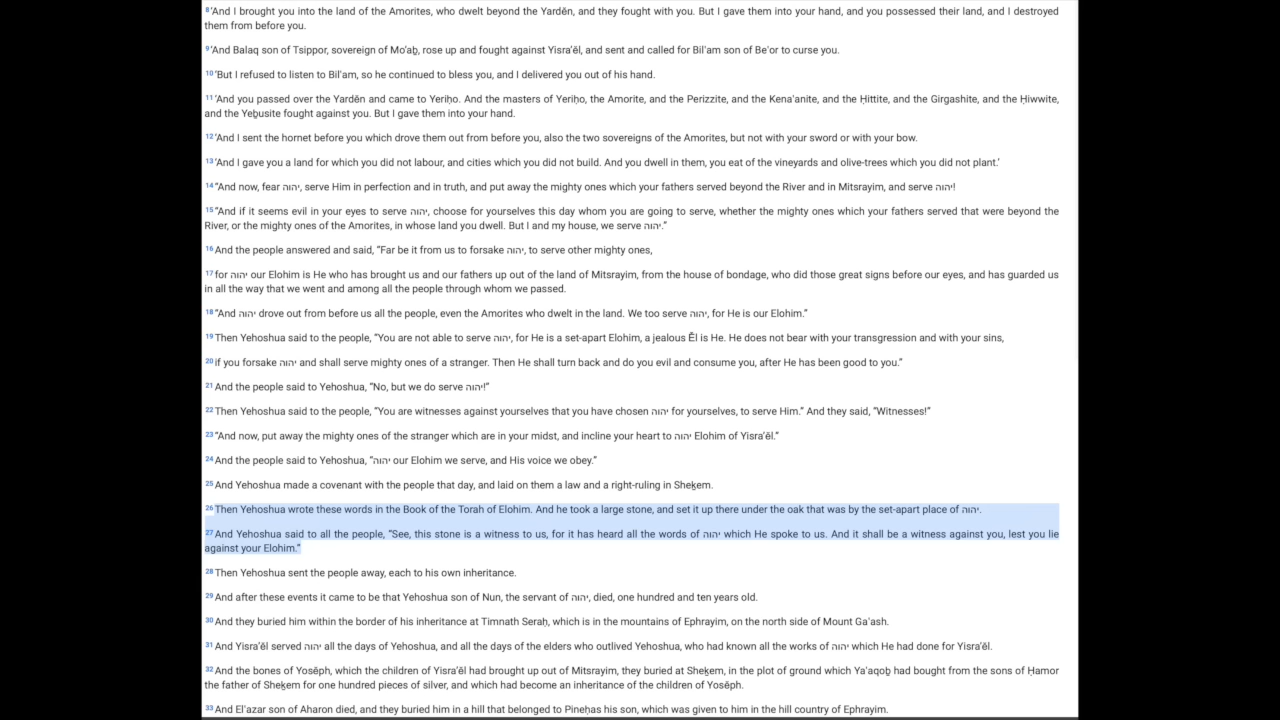 8‘And I brought you into the land of the Amorites, who dwelt beyond the Yardĕn, and they fought with you. But I gave them into your hand, and you possessed their land, and I destroyed
them from before you.
9‘And Balaq son of Tsippor, sovereign of Mo’aḇ, rose up and fought against Yisra’ĕl, and sent and called for Bil‛am son of Be‛or to curse you.
10‘But I refused to listen to Bil‛am, so he continued to bless you, and I delivered you out of his hand.
11‘And you passed over the Yardĕn and came to Yeriḥo. And the masters of Yeriḥo, the Amorite, and the Perizzite, and the Kena‛anite, and the Ḥittite, and the Girgashite, and the Ḥiwwite,
and the Yeḇusite fought against you. But I gave them into your hand.
12‘And I sent the hornet before you which drove them out from before you, also the two sovereigns of the Amorites, but not with your sword or with your bow.
13‘And I gave you a land for which you did not labour, and cities which you did not build. And you dwell in them, you eat of the vineyards and olive-trees which you did not plant.’
14“And now, fear יהוה, serve Him in perfection and in truth, and put away the mighty ones which your fathers served beyond the River and in Mitsrayim, and serve יהוה!
15“And if it seems evil in your eyes to serve יהוה, choose for yourselves this day whom you are going to serve, whether the mighty ones which your fathers served that were beyond the
River, or the mighty ones of the Amorites, in whose land you dwell. But I and my house, we serve יהוה.”
16And the people answered and said, “Far be it from us to forsake יהוה, to serve other mighty ones,
17for יהוה our Elohim is He who has brought us and our fathers up out of the land of Mitsrayim, from the house of bondage, who did those great signs before our eyes, and has guarded us
in all the way that we went and among all the people through whom we passed.
18“And יהוה drove out from before us all the people, even the Amorites who dwelt in the land. We too serve יהוה, for He is our Elohim.”
19Then Yehoshua said to the people, “You are not able to serve יהוה, for He is a set-apart Elohim, a jealous Ěl is He. He does not bear with your transgression and with your sins,
20if you forsake יהוה and shall serve mighty ones of a stranger. Then He shall turn back and do you evil and consume you, after He has been good to you.”
21And the people said to Yehoshua, “No, but we do serve יהוה!”
22Then Yehoshua said to the people, “You are witnesses against yourselves that you have chosen יהוה for yourselves, to serve Him.” And they said, “Witnesses!”
23“And now, put away the mighty ones of the stranger which are in your midst, and incline your heart to יהוה Elohim of Yisra’ĕl.”
24And the people said to Yehoshua, “יהוה our Elohim we serve, and His voice we obey.”
25And Yehoshua made a covenant with the people that day, and laid on them a law and a right-ruling in Sheḵem.
26Then Yehoshua wrote these words in the Book of the Torah of Elohim. And he took a large stone, and set it up there under the oak that was by the set-apart place of יהוה.
27And Yehoshua said to all the people, “See, this stone is a witness to us, for it has heard all the words of יהוה which He spoke to us. And it shall be a witness against you, lest you lie
against your Elohim.”
28Then Yehoshua sent the people away, each to his own inheritance.
29And after these events it came to be that Yehoshua son of Nun, the servant of יהוה, died, one hundred and ten years old.
30And they buried him within the border of his inheritance at Timnath Seraḥ, which is in the mountains of Ephrayim, on the north side of Mount Ga‛ash.
31And Yisra’ĕl served יהוה all the days of Yehoshua, and all the days of the elders who outlived Yehoshua, who had known all the works of יהוה which He had done for Yisra’ĕl.
32And the bones of Yosĕph, which the children of Yisra’ĕl had brought up out of Mitsrayim, they buried at Sheḵem, in the plot of ground which Ya‛aqoḇ had bought from the sons of Ḥamor
the father of Sheḵem for one hundred pieces of silver, and which had become an inheritance of the children of Yosĕph.
33And El‛azar son of Aharon died, and they buried him in a hill that belonged to Pineḥas his son, which was given to him in the hill country of Ephrayim.